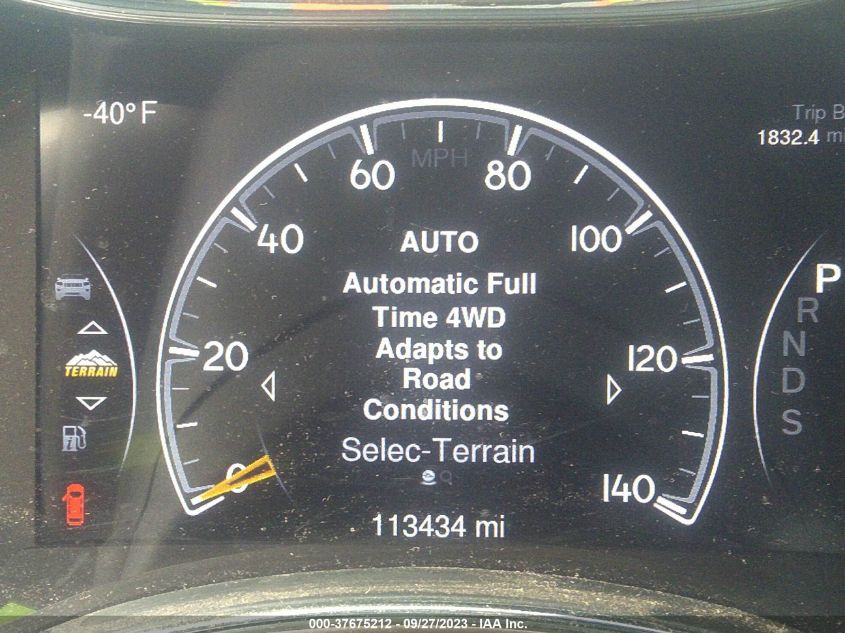 -40°F
Trip B
1832.4 mi
MPH
60
80
40
100
20
120
0
140
AUTO
Automatic Full
Time 4WD
Adapts to
Road
Conditions
Selec-Terrain
113434 mi
TERRAIN
P
R
N
D
S
000-37675212 - 09/27/2023 - IAA Inc.